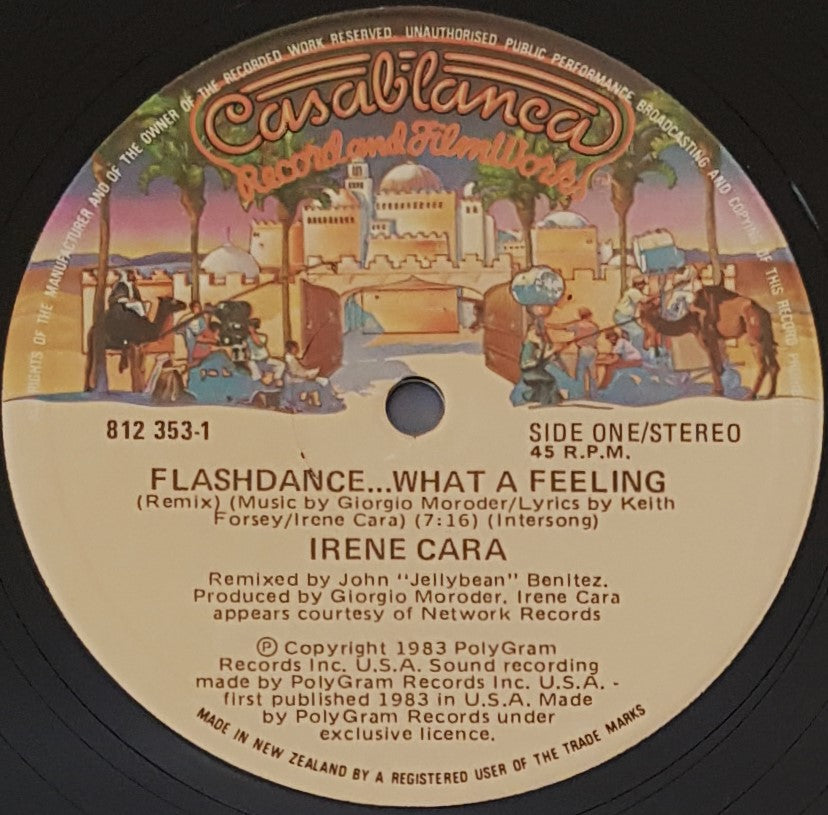 RIGHTS OF THE MANUFACTURER AND OF THE OWNER OF THE RECORDED WORK RESERVED. UNAUTHORISED PUBLIC PERFORMANCE BROADCASTING AND COPYING OF THIS RECORD
Casablanca
Record and FilmWorks
812 353-1
SIDE ONE/STEREO
45 R.P.M.
FLASHDANCE...WHAT A FEELING
(Remix) (Music by Giorgio Moroder/Lyrics by Keith
Forsey/Irene Cara) (7:16) (Intersong)
IRENE CARA
Remixed by John "Jellybean" Benitez.
Produced by Giorgio Moroder. Irene Cara
appears courtesy of Network Records
Ⓟ Copyright 1983 PolyGram
Records Inc. U.S.A. Sound recording
made by PolyGram Records Inc. U.S.A. -
first published 1983 in U.S.A. Made
by PolyGram Records under
exclusive licence.
MADE IN NEW ZEALAND BY A REGISTERED USER OF THE TRADE MARKS